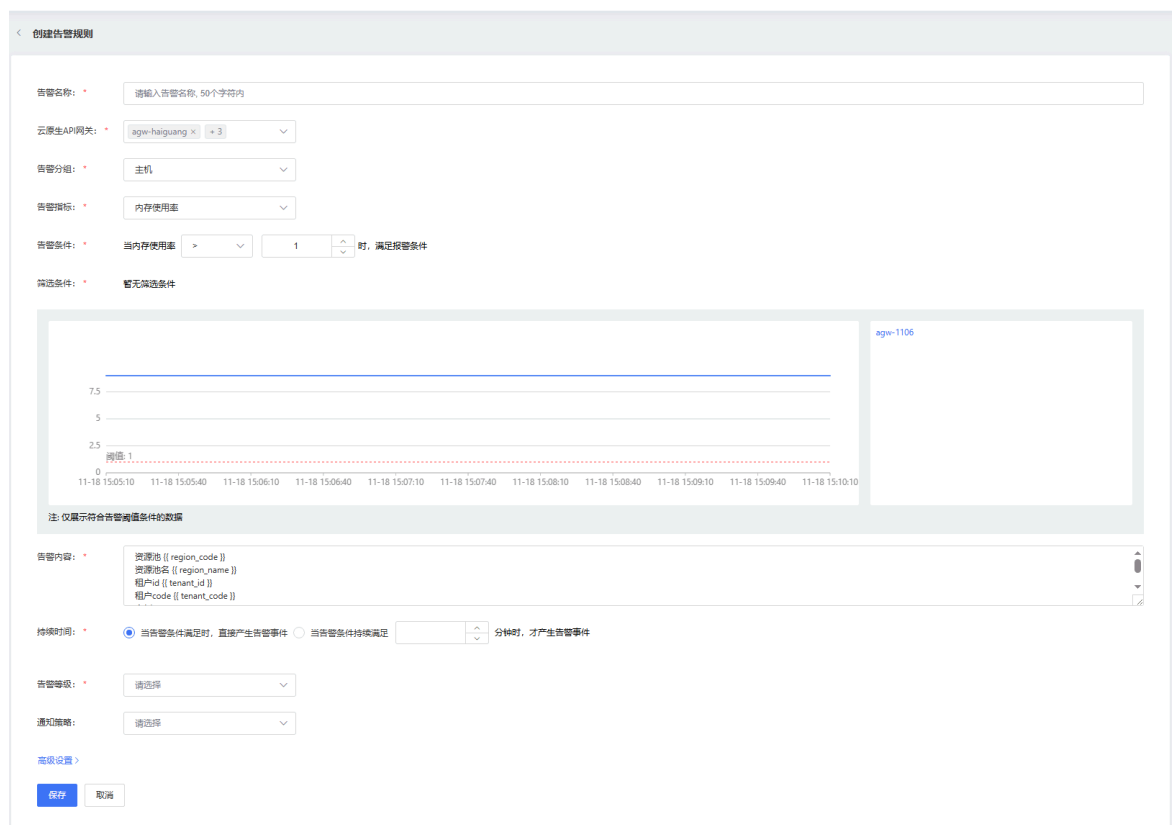 创建告警规则
告警名称： * 请输入告警名称, 50个字符内
云原生API网关： * agw-haiguang × + 3
告警分组： * 主机
告警指标： * 内存使用率
告警条件： * 当内存使用率 > 1 时，满足报警条件
筛选条件： * 暂无筛选条件
agw-1106
7.5
5
2.5
阈值: 1
0
11-18 15:05:10 11-18 15:05:40 11-18 15:06:10 11-18 15:06:40 11-18 15:07:10 11-18 15:07:40 11-18 15:08:10 11-18 15:08:40 11-18 15:09:10 11-18 15:09:40 11-18 15:10:10
注: 仅展示符合告警阈值条件的数据
告警内容： * 资源池 {{ region_code }}
资源池名 {{ region_name }}
租户id {{ tenant_id }}
租户code {{ tenant_code }}
持续时间： * 当告警条件满足时，直接产生告警事件 当告警条件持续满足 分钟时，才产生告警事件
告警等级： * 请选择
通知策略： 请选择
高级设置 >
保存 取消